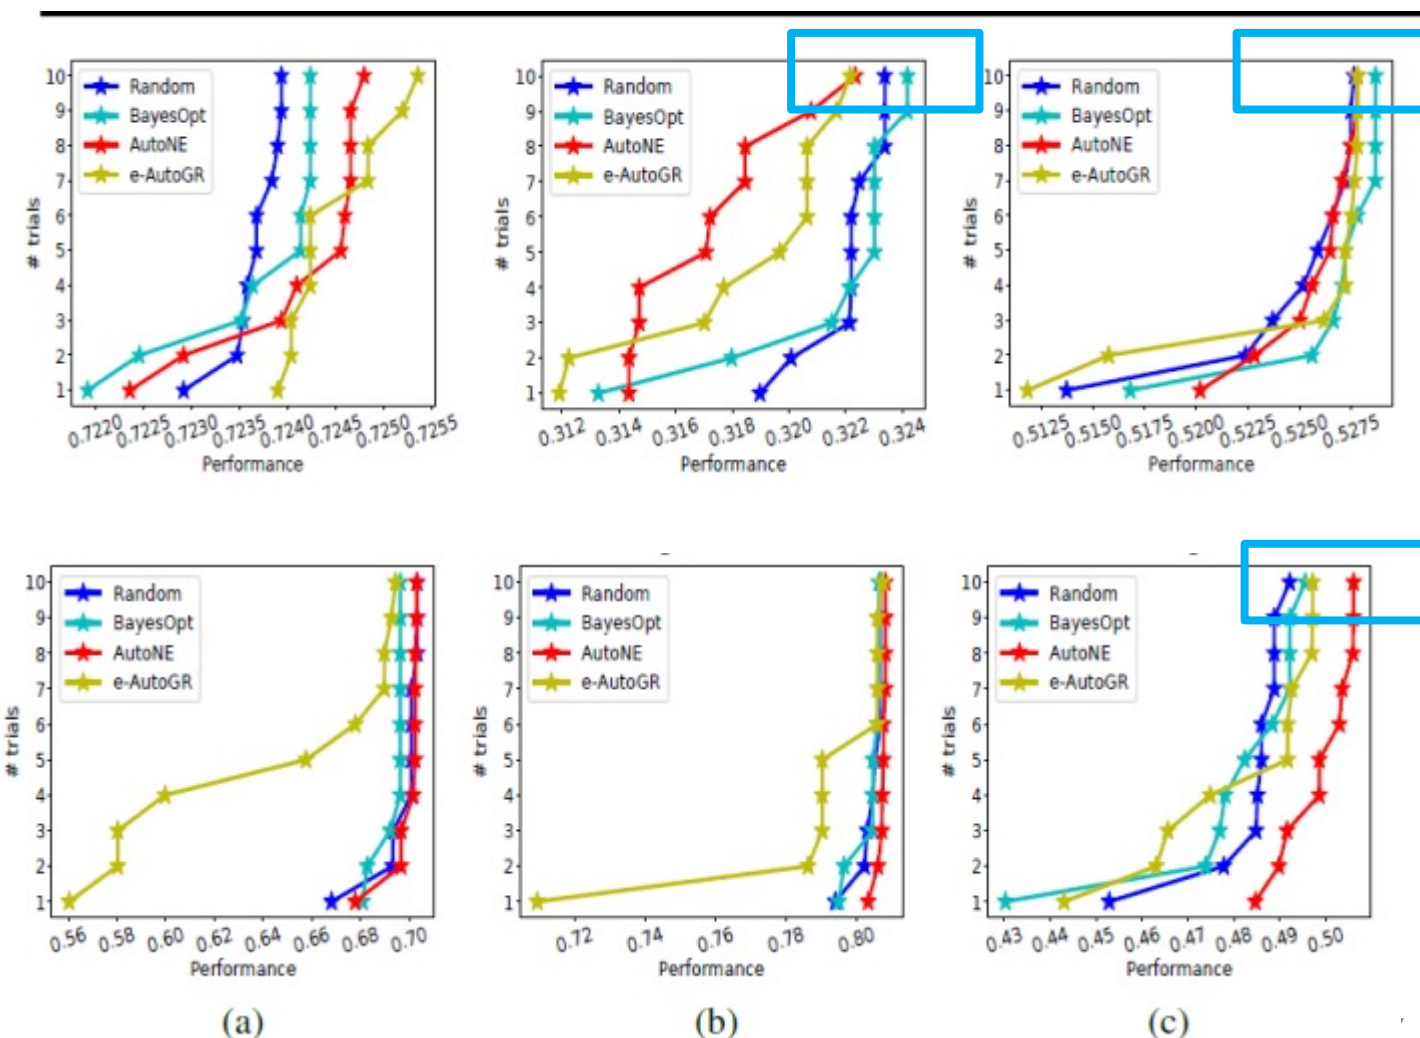 10
9
8
7
6
5
4
3
2
1
# trials
Random
BayesOpt
AutoNE
e-AutoGR
0.7220 0.7225 0.7230 0.7235 0.7240 0.7245 0.7250 0.7255
Performance
10
9
8
7
6
5
4
3
2
1
# trials
Random
BayesOpt
AutoNE
e-AutoGR
0.312 0.314 0.316 0.318 0.320 0.322 0.324
Performance
10
9
8
7
6
5
4
3
2
1
# trials
Random
BayesOpt
AutoNE
e-AutoGR
0.5125 0.5150 0.5175 0.5200 0.5225 0.5250 0.5275
Performance
10
9
8
7
6
5
4
3
2
1
# trials
Random
BayesOpt
AutoNE
e-AutoGR
0.56 0.58 0.60 0.62 0.64 0.66 0.68 0.70
Performance
10
9
8
7
6
5
4
3
2
1
# trials
Random
BayesOpt
AutoNE
e-AutoGR
0.72 0.74 0.76 0.78 0.80
Performance
10
9
8
7
6
5
4
3
2
1
# trials
Random
BayesOpt
AutoNE
e-AutoGR
0.43 0.44 0.45 0.46 0.47 0.48 0.49 0.50
Performance
(a)
(b)
(c)